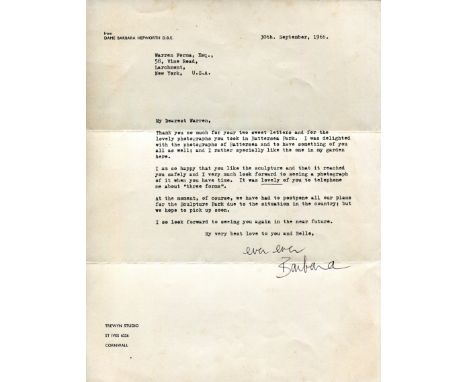 from
DAME BARBARA HEPWORTH D.B.E.
30th. September, 1966.
Warren Forma, Esq.,
58, Vine Road,
Larchmont,
New York, U.S.A.
My Dearest Warren,
Thank you so much for your two sweet letters and for the
lovely photographs you took in Battersea Park. I was delighted
with the photographs of Battersea and to have something of you
all as well; and I rather specially like the one in my garden
here.
I am so happy that you like the sculpture and that it reached
you safely and I very much look forward to seeing a photograph
of it when you have time. It was lovely of you to telephone
me about "three forms".
At the moment, of course, we have had to postpone all our plans
for the Sculpture Park due to the situation in the country; but
we hope to pick up soon.
I so look forward to seeing you again in the near future.
My very best love to you and Helle,
ever ever
Barbara
TREWYN STUDIO
ST IVES 6226
CORNWALL